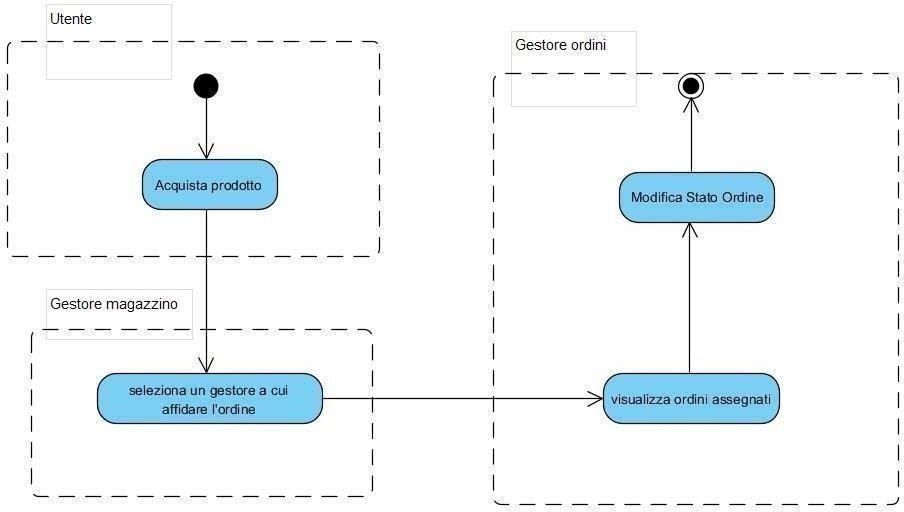 Utente
Acquista prodotto
Gestore magazzino
seleziona un gestore a cui
affidare l'ordine
Gestore ordini
Modifica Stato Ordine
visualizza ordini assegnati